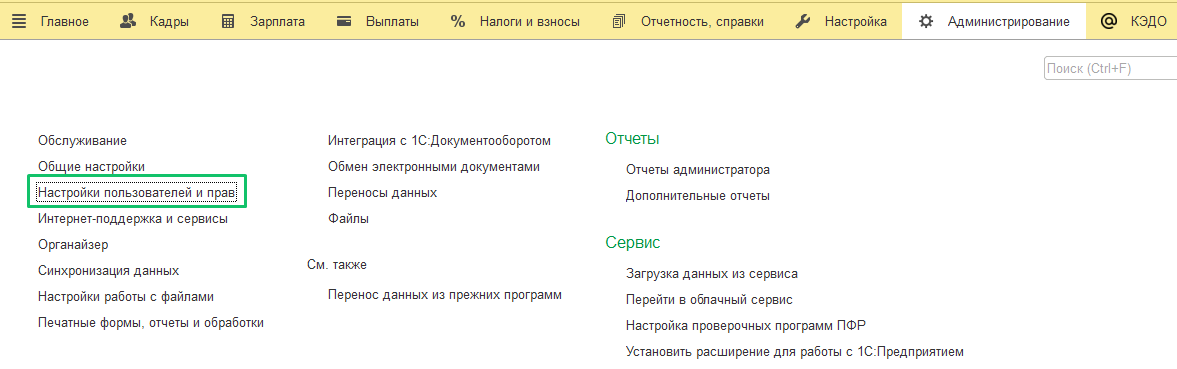 Главное Кадры Зарплата Выплаты % Налоги и взносы Отчетность, справки Настройка Администрирование @ КЭДО
Поиск (Ctrl+F)
Обслуживание
Общие настройки
Настройки пользователей и прав
Интернет-поддержка и сервисы
Органайзер
Синхронизация данных
Настройки работы с файлами
Печатные формы, отчеты и обработки
Интеграция с 1С:Документооборотом
Обмен электронными документами
Переносы данных
Файлы
См. также
Перенос данных из прежних программ
Отчеты
Отчеты администратора
Дополнительные отчеты
Сервис
Загрузка данных из сервиса
Перейти в облачный сервис
Настройка проверочных программ ПФР
Установить расширение для работы с 1С:Предприятием